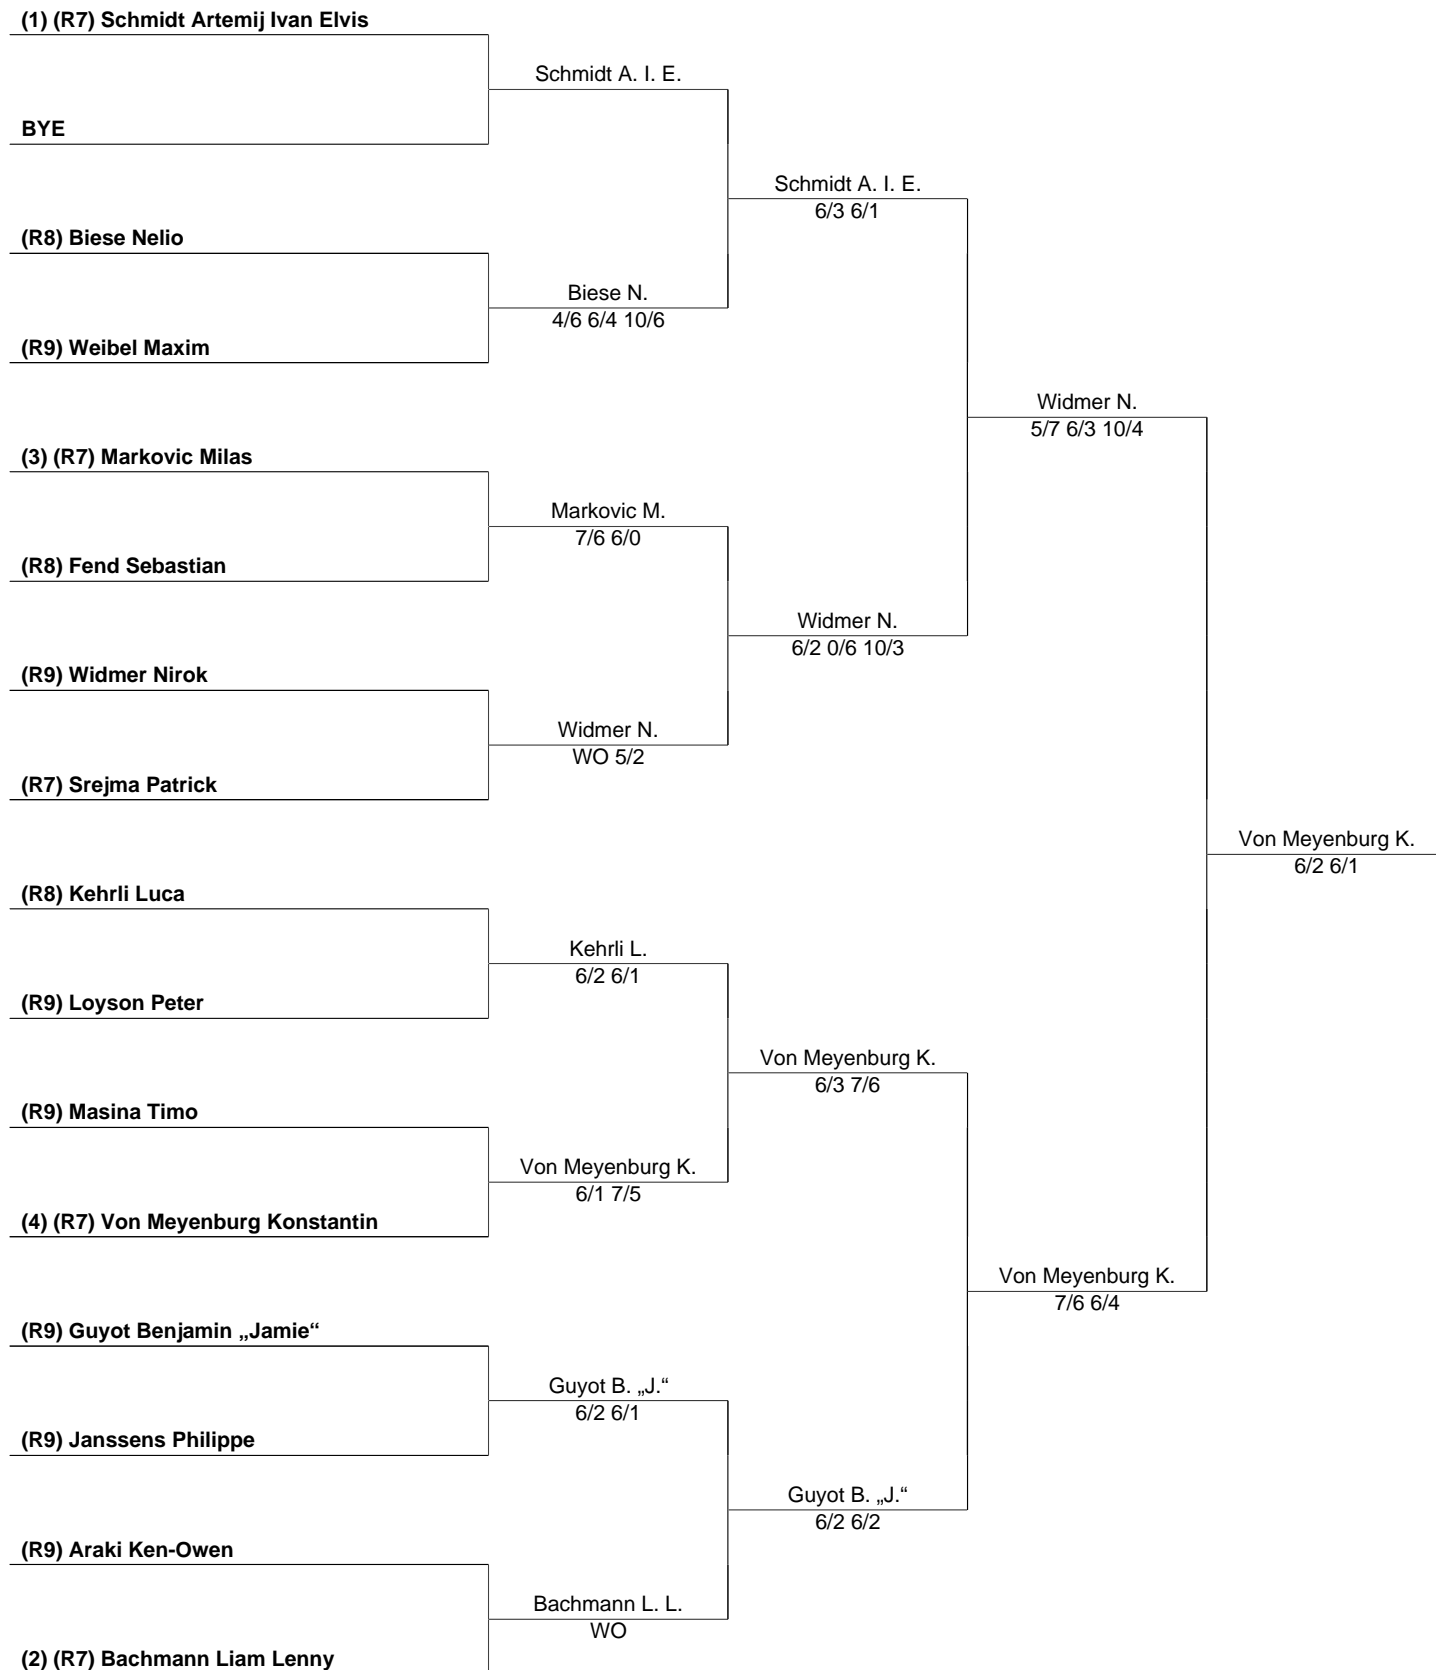 (1) (R7) Schmidt Artemij Ivan Elvis
Schmidt A. I. E.
BYE
Schmidt A. I. E.
6/3 6/1
(R8) Biese Nelio
Biese N.
4/6 6/4 10/6
(R9) Weibel Maxim
Widmer N.
5/7 6/3 10/4
(3) (R7) Markovic Milas
Markovic M.
7/6 6/0
(R8) Fend Sebastian
Widmer N.
6/2 0/6 10/3
(R9) Widmer Nirok
Widmer N.
WO 5/2
(R7) Srejma Patrick
Von Meyenburg K.
6/2 6/1
(R8) Kehrli Luca
Kehrli L.
6/2 6/1
(R9) Loyson Peter
Von Meyenburg K.
6/3 7/6
(R9) Masina Timo
Von Meyenburg K.
6/1 7/5
(4) (R7) Von Meyenburg Konstantin
Von Meyenburg K.
7/6 6/4
(R9) Guyot Benjamin „Jamie“
Guyot B. „J.“
6/2 6/1
(R9) Janssens Philippe
Guyot B. „J.“
6/2 6/2
(R9) Araki Ken-Owen
Bachmann L. L.
WO
(2) (R7) Bachmann Liam Lenny